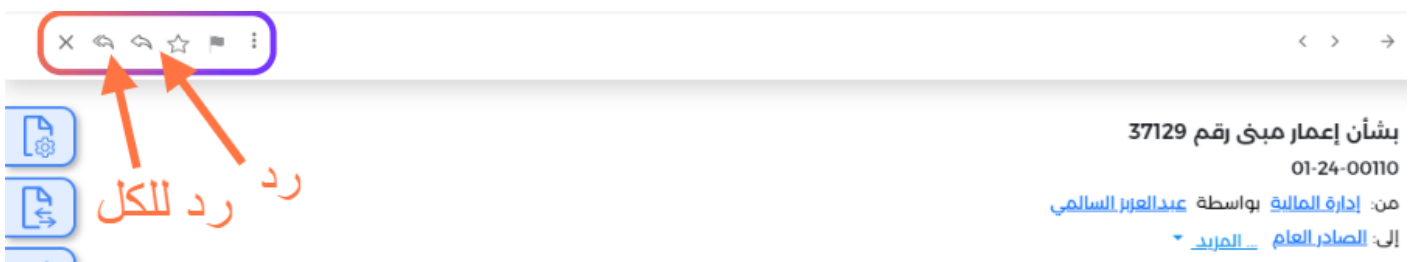 بشأن إعمار مبنى رقم 37129
01-24-00110
من: إدارة المالية بواسطة عبدالعزيز السالمي
إلى: الصادر العام ... المزيد
رد
رد للكل